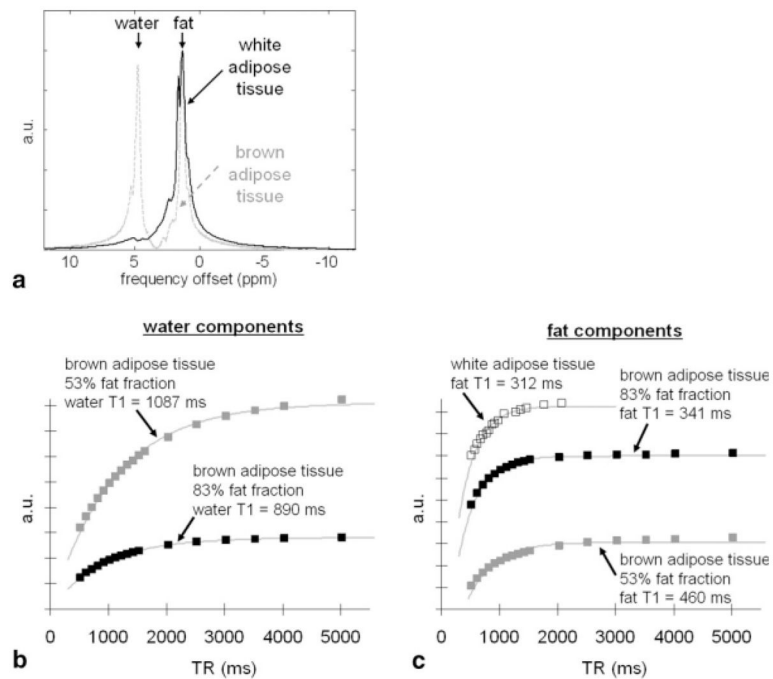 water
fat
white
adipose
tissue
brown
adipose
tissue
a.u.
10
5
0
-5
-10
frequency offset (ppm)
a
water components
brown adipose tissue
53% fat fraction
water T1 = 1087 ms
brown adipose tissue
83% fat fraction
water T1 = 890 ms
a.u.
0
1000
2000
3000
4000
5000
TR (ms)
b
fat components
white adipose tissue
fat T1 = 312 ms
brown adipose tissue
83% fat fraction
fat T1 = 341 ms
brown adipose tissue
53% fat fraction
fat T1 = 460 ms
a.u.
0
1000
2000
3000
4000
5000
TR (ms)
c